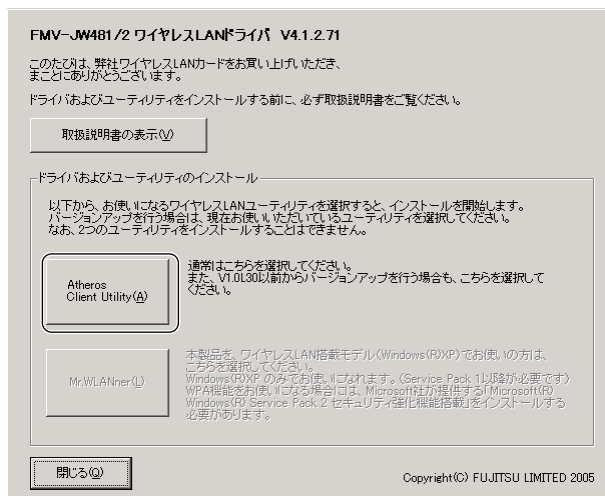 FMV-JW481/2 ワイヤレスLANドライバ V4.1.2.71
このたびは、弊社ワイヤレスLANカードをお買い上げいただき、
まことにありがとうございます。
ドライバおよびユーティリティをインストールする前に、必ず取扱説明書をご覧ください。
取扱説明書の表示(V)
ドライバおよびユーティリティのインストール
以下から、お使いになるワイヤレスLANユーティリティを選択すると、インストールを開始します。
バージョンアップを行う場合は、現在お使いいただいているユーティリティを選択してください。
なお、2つのユーティリティをインストールすることはできません。
Atheros
Client Utility(A)
通常はこちらを選択してください。
また、V1.0L30以前からバージョンアップを行う場合も、こちらを選択して
ください。
Mr.WLANner(L)
本製品を、ワイヤレスLAN搭載モデル(Windows(R)XP)でお使いの方は、
こちらを選択してください。
Windows(R)XP のみでお使いになれます。(Service Pack 1以降が必要です)
WPA機能をお使いになる場合には、Microsoft社が提供する「Microsoft(R)
Windows(R) Service Pack 2 セキュリティ強化機能搭載」をインストールする
必要があります。
閉じる(Q)
Copyright(C) FUJITSU LIMITED 2005